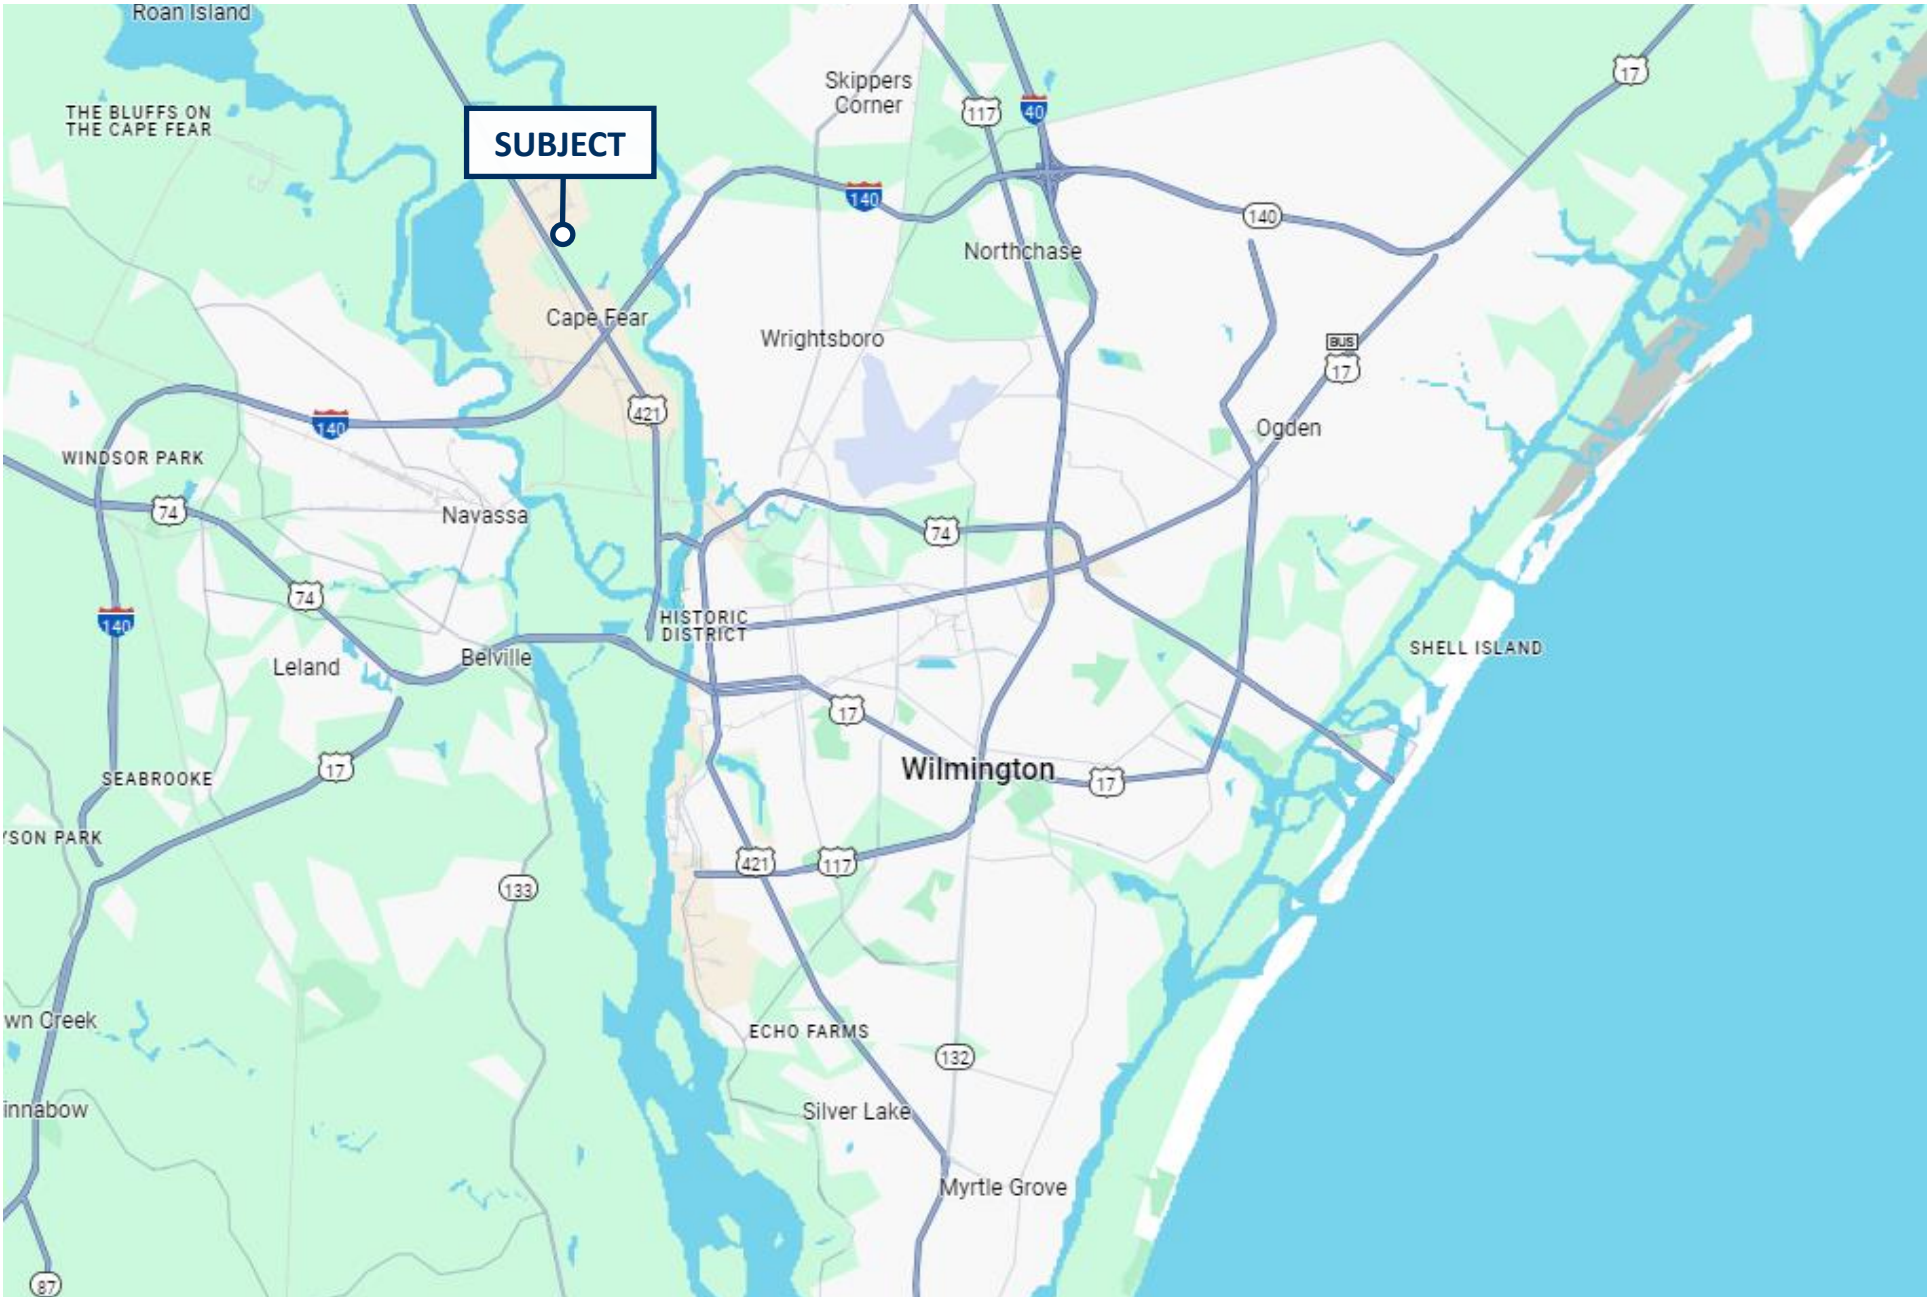 Roan Island
THE BLUFFS ON
THE CAPE FEAR
SUBJECT
Skippers
Corner
117
40
17
140
140
Northchase
Cape Fear
Wrightsboro
BUS
17
421
140
Ogden
WINDSOR PARK
74
Navassa
74
74
140
HISTORIC
DISTRICT
SHELL ISLAND
Leland
Belville
17
SEABROOKE
17
Wilmington
17
YSON PARK
421
117
133
wn Creek
ECHO FARMS
132
innabow
Silver Lake
Myrtle Grove
87